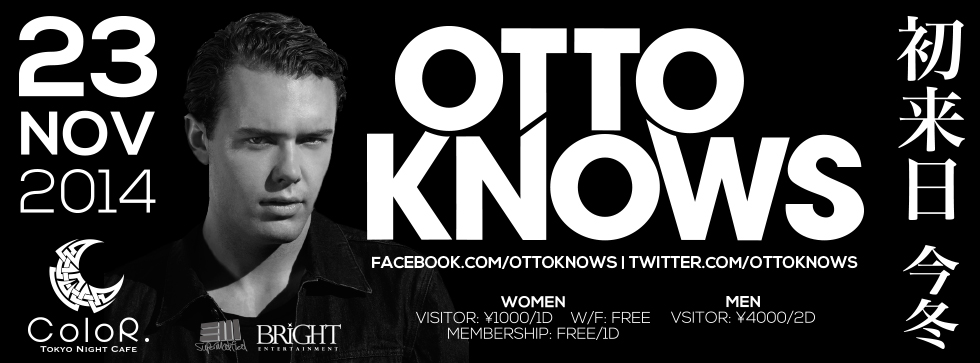 23
NOV
2014
ColoR.
TOKYO NIGHT CAFE
BRiGHT
ENTERTAINMENT
OTTO
KNOWS
FACEBOOK.COM/OTTOKNOWS | TWITTER.COM/OTTOKNOWS
WOMEN
VSITOR: ¥1000/1D W/F: FREE
MEMBERSHIP: FREE/1D
MEN
VSITOR: ¥4000/2D
初来日 今冬